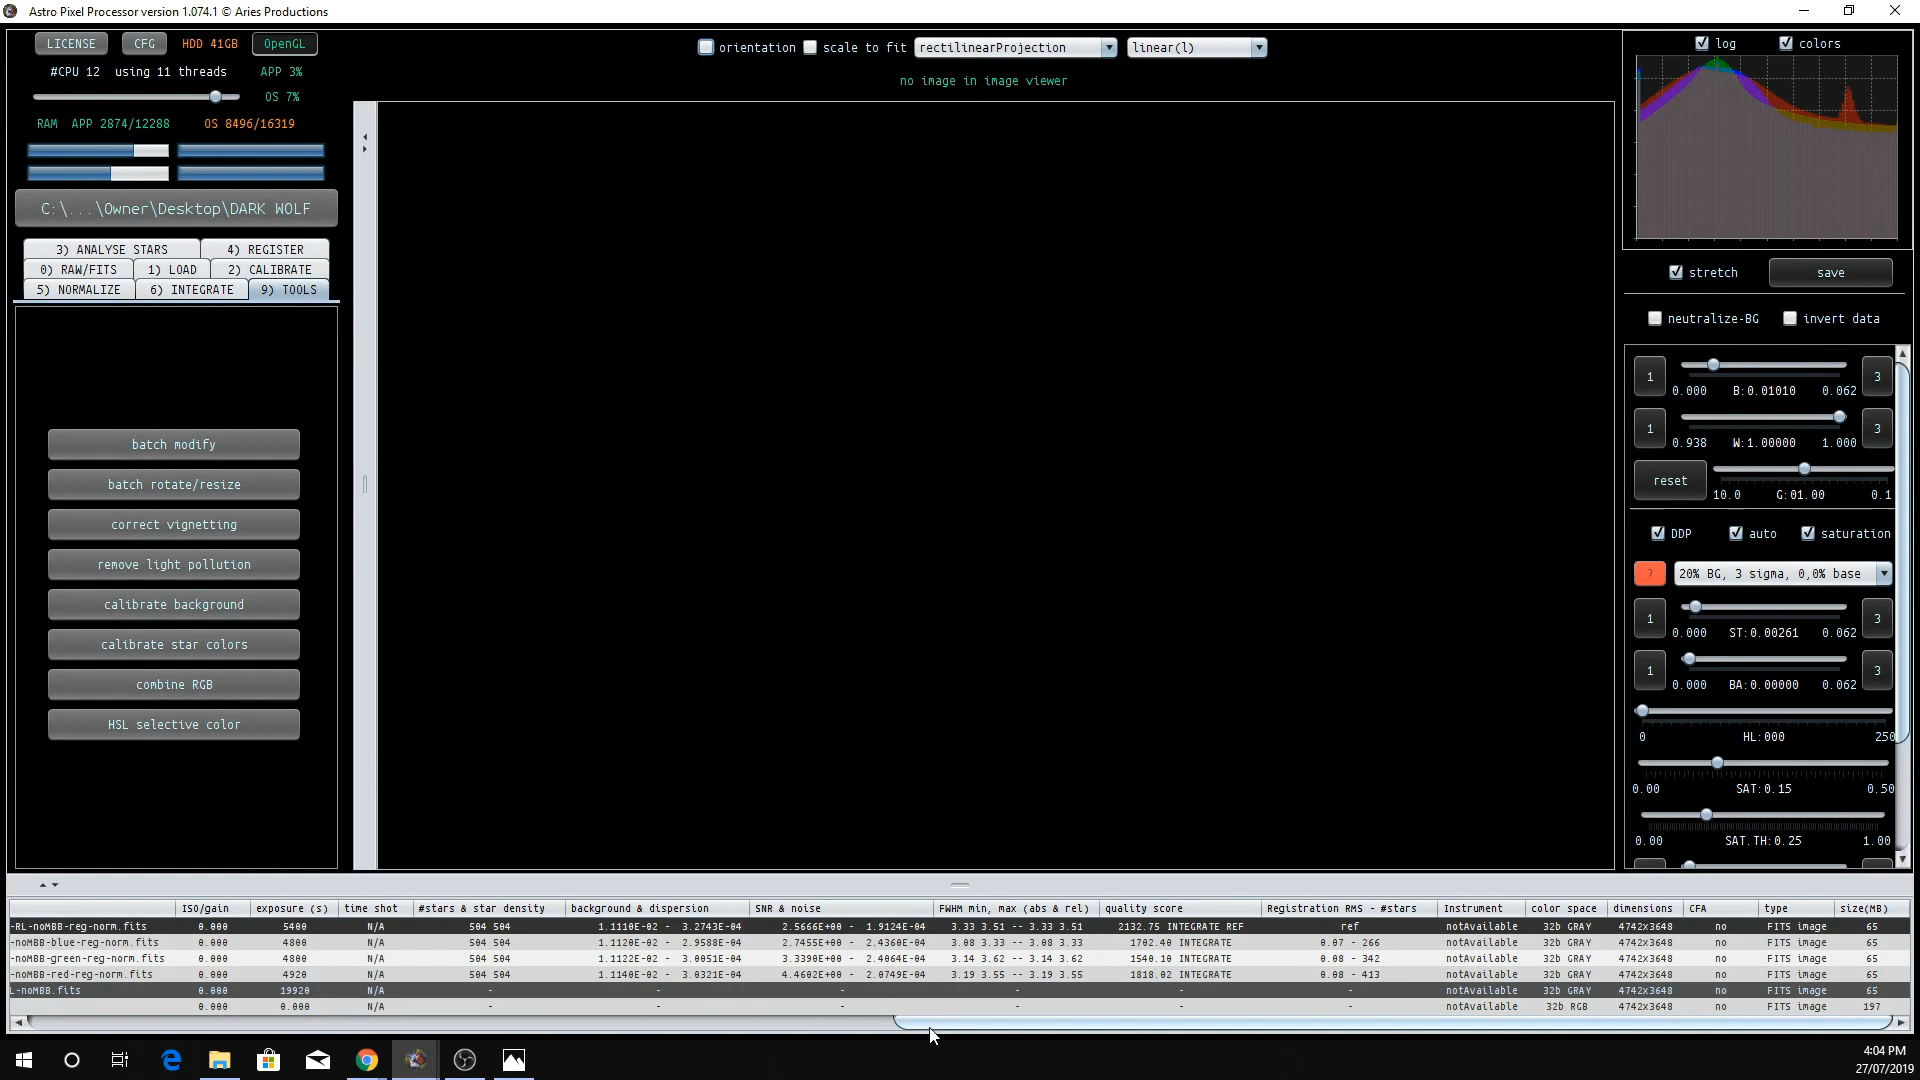 Astro Pixel Processor version 1.074.1 © Aries Productions
LICENSE CFG HDD 41GB OpenGL
#CPU 12 using 11 threads APP 3%
OS 7%
RAM APP 2874/12288 OS 8496/16319
C:\...\Owner\Desktop\DARK WOLF
3) ANALYSE STARS 4) REGISTER
0) RAW/FITS 1) LOAD 2) CALIBRATE
5) NORMALIZE 6) INTEGRATE 9) TOOLS
batch modify
batch rotate/resize
correct vignetting
remove light pollution
calibrate background
calibrate star colors
combine RGB
HSL selective color
orientation scale to fit rectilinearProjection linear(l)
no image in image viewer
log colors
stretch save
neutralize-BG invert data
1 3
0.000 B:0.01010 0.062
1 3
0.938 W:1.00000 1.000
reset
10.0 G:01.00 0.1
DDP auto saturation
? 20% BG, 3 sigma, 0,0% base
1 3
0.000 ST:0.00261 0.062
1 3
0.000 BA:0.00000 0.062
0 HL:000 250
0.00 SAT:0.15 0.50
0.00 SAT.TH:0.25 1.00
ISO/gain exposure (s) time shot #stars & star density background & dispersion SNR & noise FWHM min, max (abs & rel) quality score Registration RMS - #stars Instrument color space dimensions CFA type size(MB)
-RL-noMBB-reg-norm.fits 0.000 5400 N/A 504 504 1.1110E-02 - 3.2743E-04 2.5666E+00 - 1.9124E-04 3.33 3.51 -- 3.33 3.51 2132.75 INTEGRATE REF ref notAvailable 32b GRAY 4742x3648 no FITS image 65
-noMBB-blue-reg-norm.fits 0.000 4800 N/A 504 504 1.1120E-02 - 2.9588E-04 2.7455E+00 - 2.4360E-04 3.08 3.33 -- 3.08 3.33 1702.40 INTEGRATE 0.07 - 266 notAvailable 32b GRAY 4742x3648 no FITS image 65
-noMBB-green-reg-norm.fits 0.000 4800 N/A 504 504 1.1122E-02 - 3.0051E-04 3.3390E+00 - 2.4064E-04 3.14 3.62 -- 3.14 3.62 1540.10 INTEGRATE 0.08 - 342 notAvailable 32b GRAY 4742x3648 no FITS image 65
-noMBB-red-reg-norm.fits 0.000 4920 N/A 504 504 1.1140E-02 - 3.0321E-04 4.4602E+00 - 2.0749E-04 3.19 3.55 -- 3.19 3.55 1818.02 INTEGRATE 0.08 - 413 notAvailable 32b GRAY 4742x3648 no FITS image 65
L-noMBB.fits 0.000 19920 N/A - - - - - - notAvailable 32b GRAY 4742x3648 no FITS image 65
0.000 0.000 N/A - - - - - - notAvailable 32b RGB 4742x3648 no FITS image 197
4:04 PM
27/07/2019